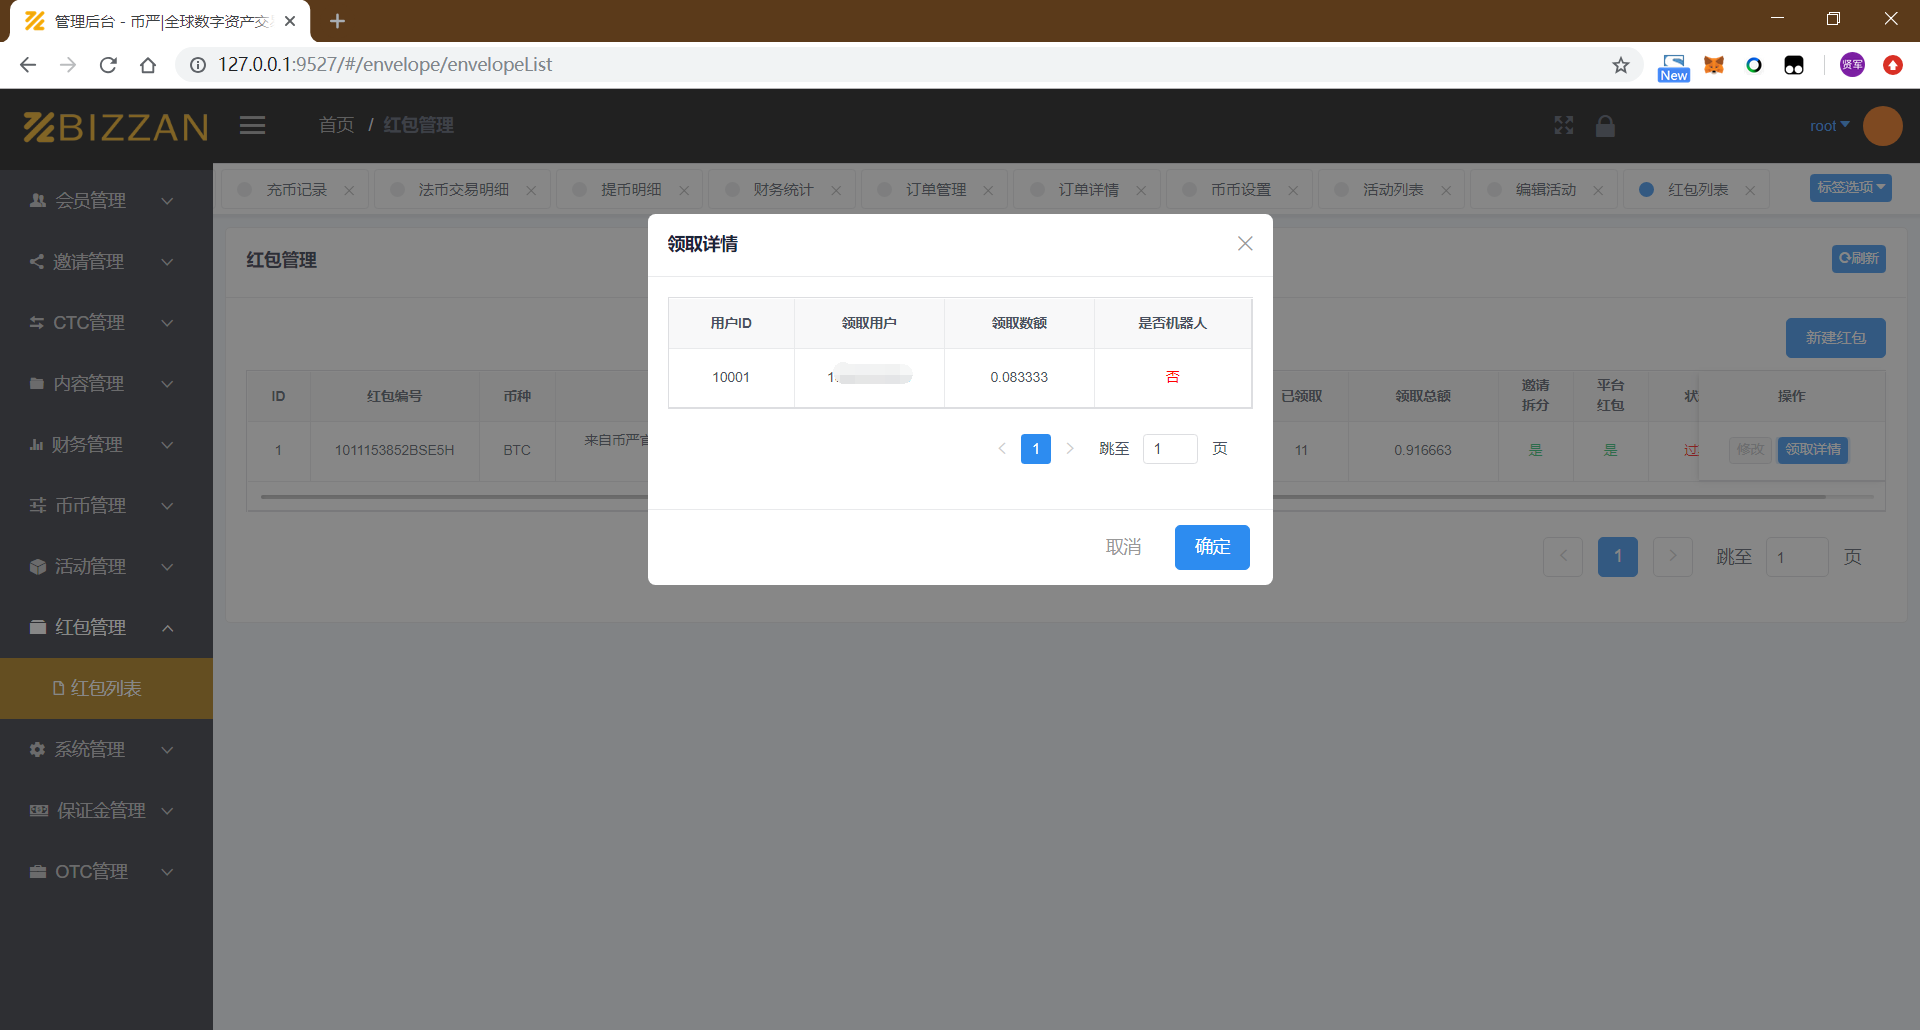 管理后台 - 币严|全球数字资产交
127.0.0.1:9527/#/envelope/envelopeList
New
贤军
BIZZAN
首页 / 红包管理
root
会员管理
邀请管理
CTC管理
内容管理
财务管理
币币管理
活动管理
红包管理
红包列表
系统管理
保证金管理
OTC管理
充币记录
法币交易明细
提币明细
财务统计
订单管理
订单详情
币币设置
活动列表
编辑活动
红包列表
标签选项
红包管理
刷新
新建红包
ID 红包编号 币种 已领取 领取总额 邀请拆分 平台红包 状 操作
1 1011153852BSE5H BTC 来自币严官 11 0.916663 是 是 过 修改 领取详情
1 跳至 1 页
领取详情
用户ID 领取用户 领取数额 是否机器人
10001 1 0.083333 否
1 跳至 1 页
取消 确定